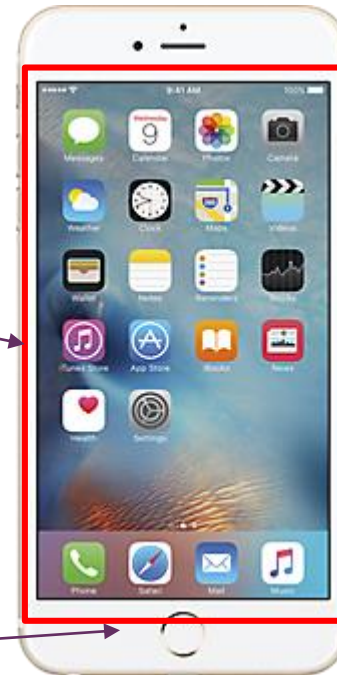 9:41 AM 100%
Wednesday
9
Messages Calendar Photos Camera
Weather Clock Maps Videos
Wallet Notes Reminders Stocks
iTunes Store App Store iBooks News
Health Settings
Phone Safari Mail Music